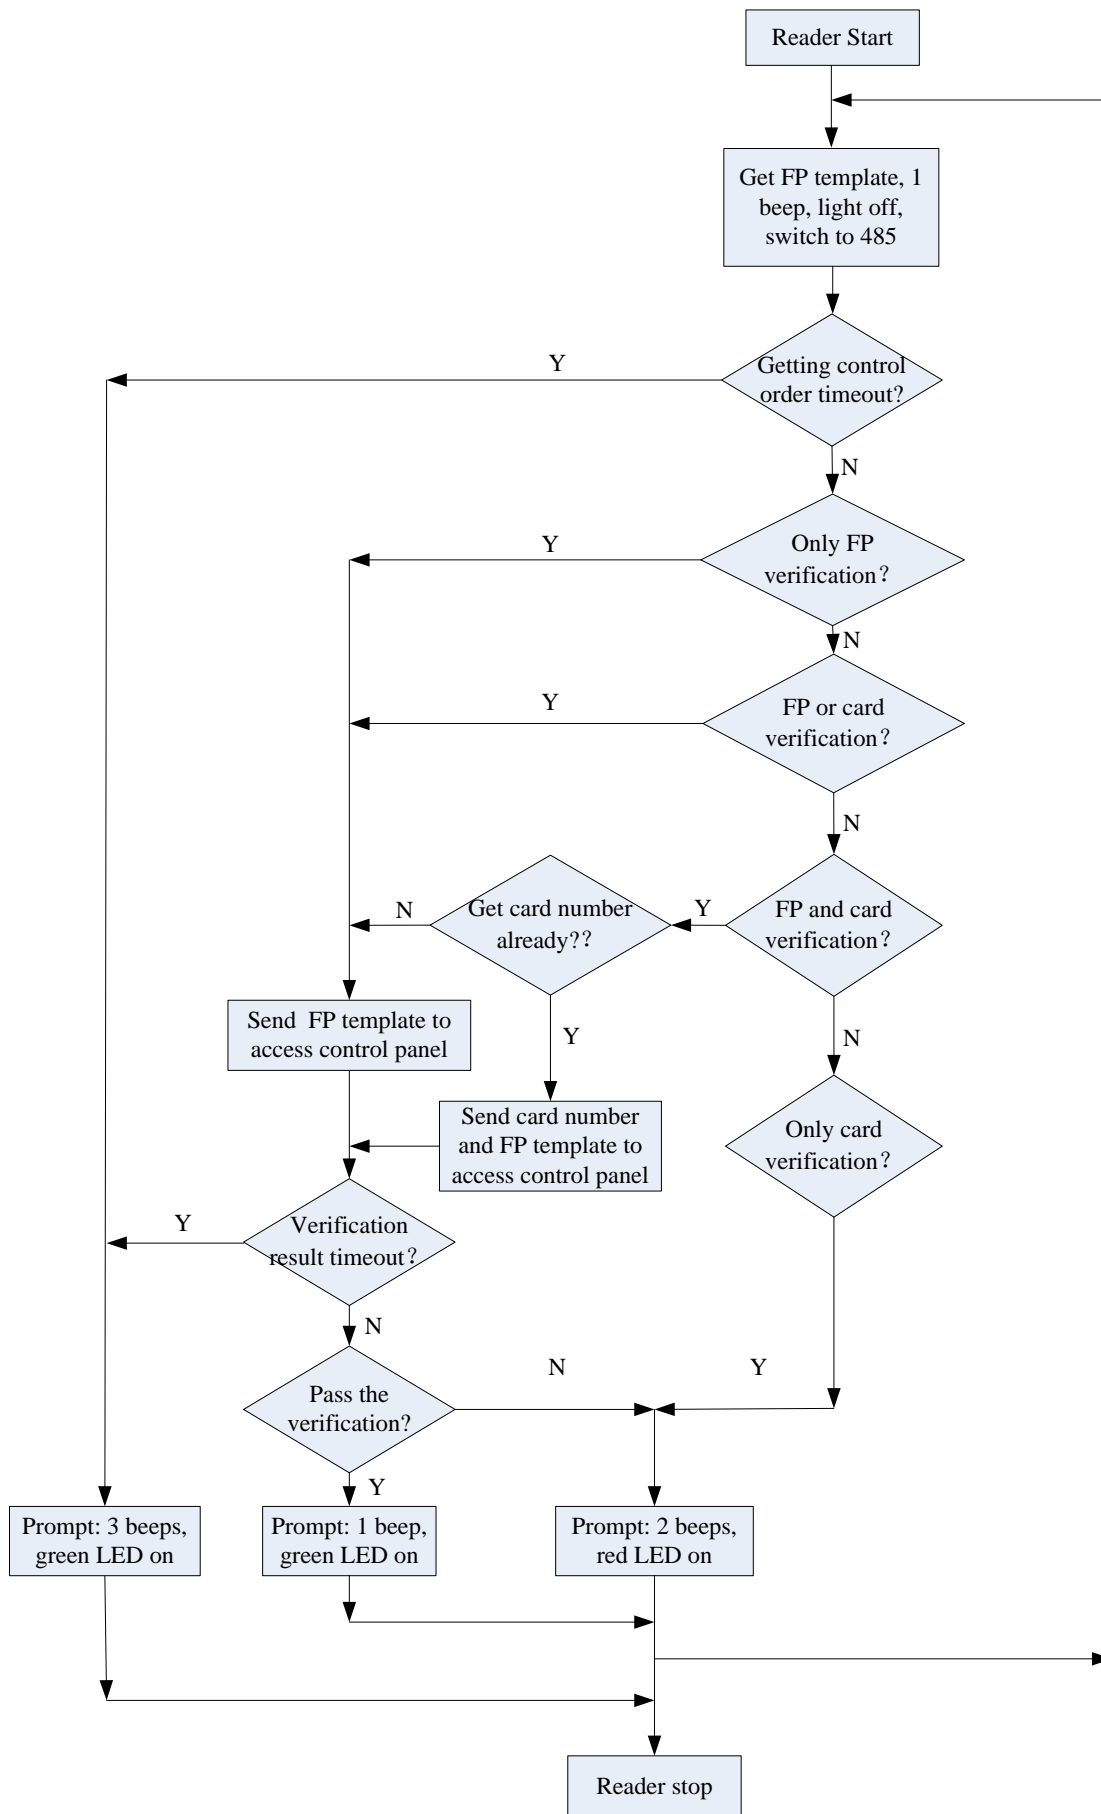 Reader Start
Get FP template, 1
beep, light off,
switch to 485
Y
Getting control
order timeout?
N
Y
Only FP
verification？
N
Y
FP or card
verification？
N
Get card number
already??
N
Y
FP and card
verification？
Send  FP template to
access control panel
Y
N
Send card number
and FP template to
access control panel
Only card
verification？
Y
Verification
result timeout？
N
N
Y
Pass the
verification?
Y
Prompt: 3 beeps,
green LED on
Prompt: 1 beep,
green LED on
Prompt: 2 beeps,
red LED on
Reader stop